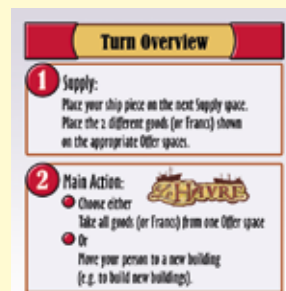 Turn Overview
1 Supply:
Place your ship piece on the next Supply space.
Place the 2 different goods (or Francs) shown
on the appropriate Offer spaces.
2 Main Action:
Le HAVRE
Choose either
Take all goods (or Francs) from one Offer space
Or
Move your person to a new building
(e.g. to build new buildings).